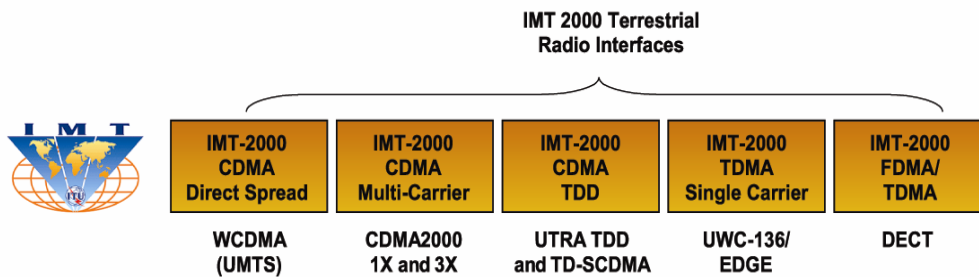 IMT 2000 Terrestrial
Radio Interfaces
I M T
ITU
IMT-2000
CDMA
Direct Spread
IMT-2000
CDMA
Multi-Carrier
IMT-2000
CDMA
TDD
IMT-2000
TDMA
Single Carrier
IMT-2000
FDMA/
TDMA
WCDMA
(UMTS)
CDMA2000
1X and 3X
UTRA TDD
and TD-SCDMA
UWC-136/
EDGE
DECT